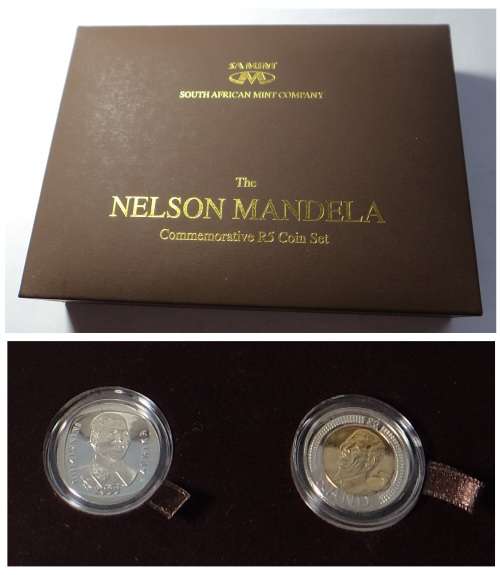 SA MINT
SOUTH AFRICAN MINT COMPANY
The
NELSON MANDELA
Commemorative R5 Coin Set